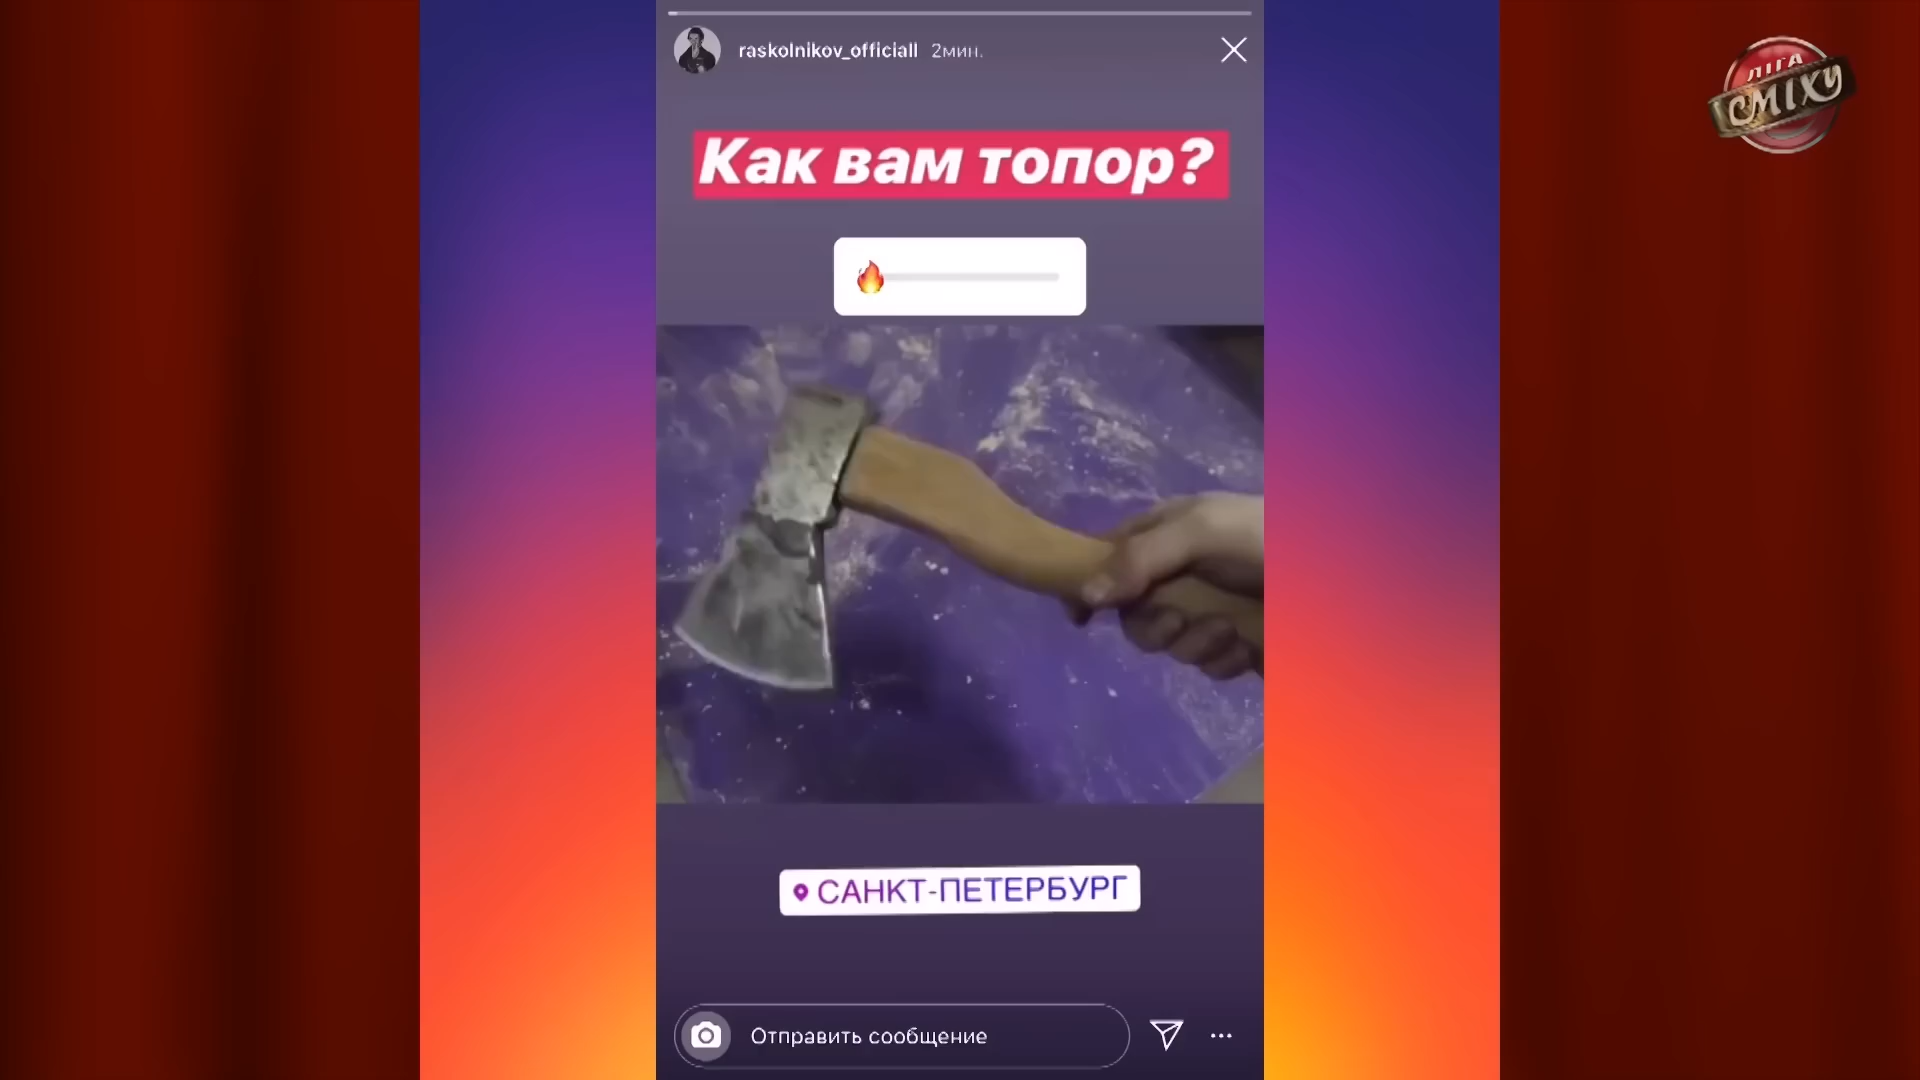 raskolnikov_officiall 2мин.
ЛІГА
СМІХУ
Как вам топор?
САНКТ-ПЕТЕРБУРГ
Отправить сообщение